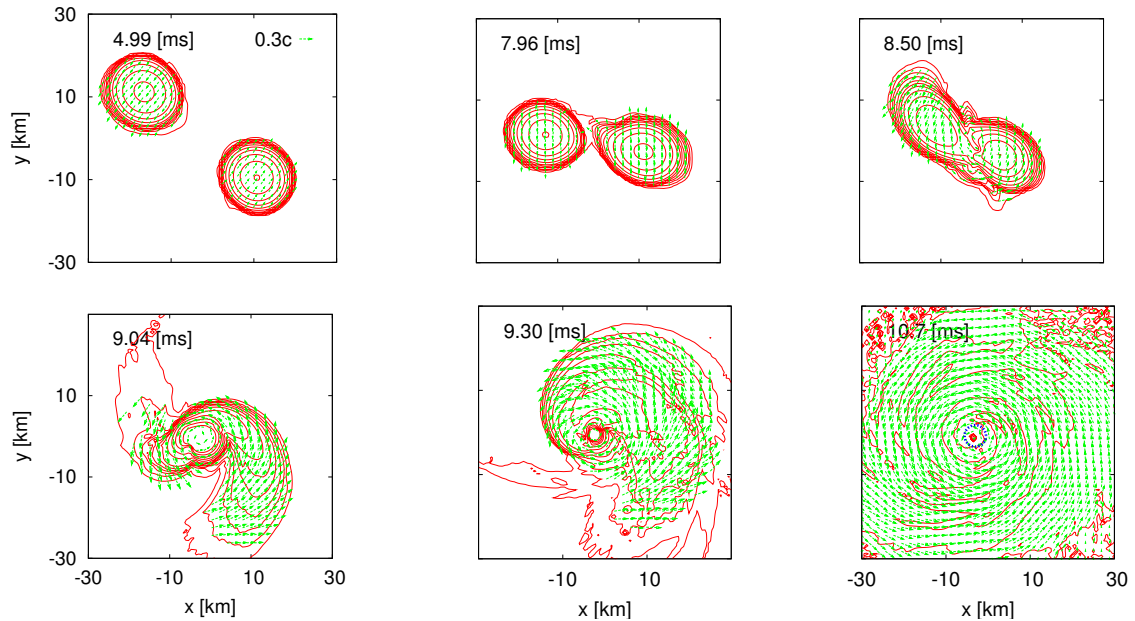 30
4.99 [ms] 0.3c
7.96 [ms]
8.50 [ms]
10
y [km]
-10
-30
9.04 [ms]
9.30 [ms]
10.7 [ms]
10
y [km]
-10
-30
-30 -10 10 30
-10 10
-30 -10 10 30
x [km]
x [km]
x [km]